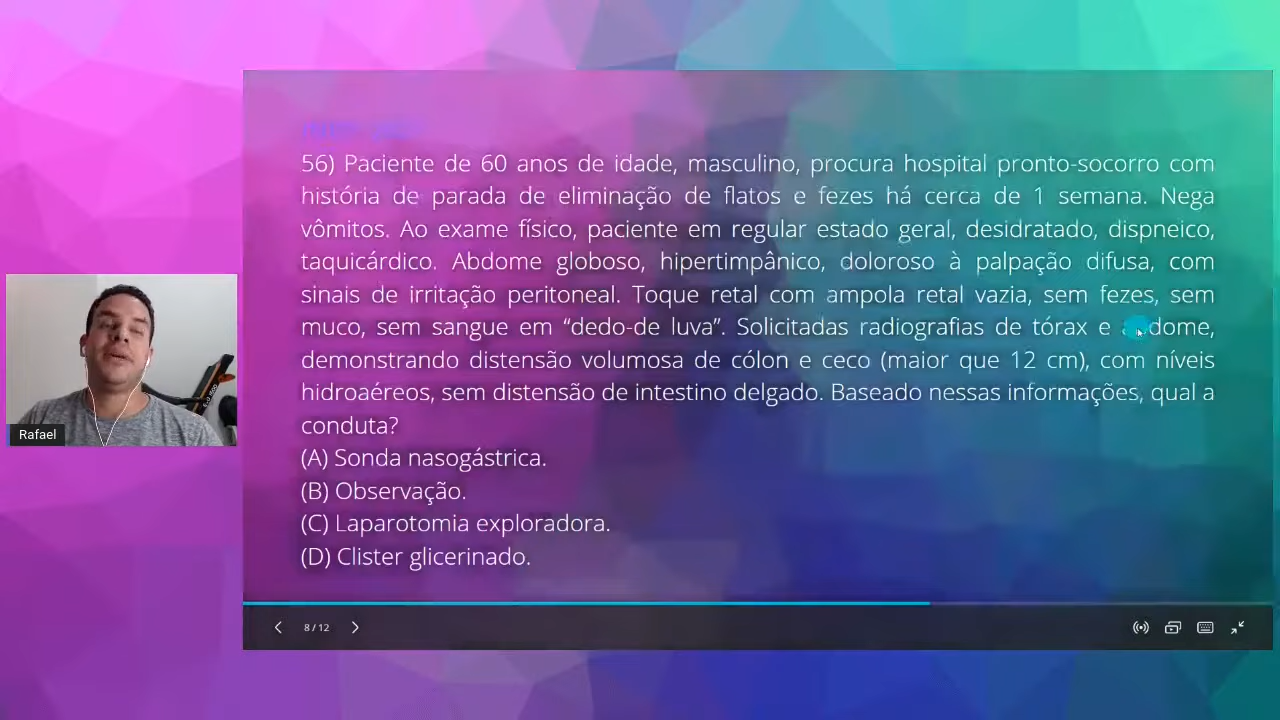 56) Paciente de 60 anos de idade, masculino, procura hospital pronto-socorro com
história de parada de eliminação de flatos e fezes há cerca de 1 semana. Nega
vômitos. Ao exame físico, paciente em regular estado geral, desidratado, dispneico,
taquicárdico. Abdome globoso, hipertimpânico, doloroso à palpação difusa, com
sinais de irritação peritoneal. Toque retal com ampola retal vazia, sem fezes, sem
muco, sem sangue em “dedo-de luva”. Solicitadas radiografias de tórax e abdome,
demonstrando distensão volumosa de cólon e ceco (maior que 12 cm), com níveis
hidroaéreos, sem distensão de intestino delgado. Baseado nessas informações, qual a
conduta?
(A) Sonda nasogástrica.
(B) Observação.
(C) Laparotomia exploradora.
(D) Clister glicerinado.
Rafael
8 / 12